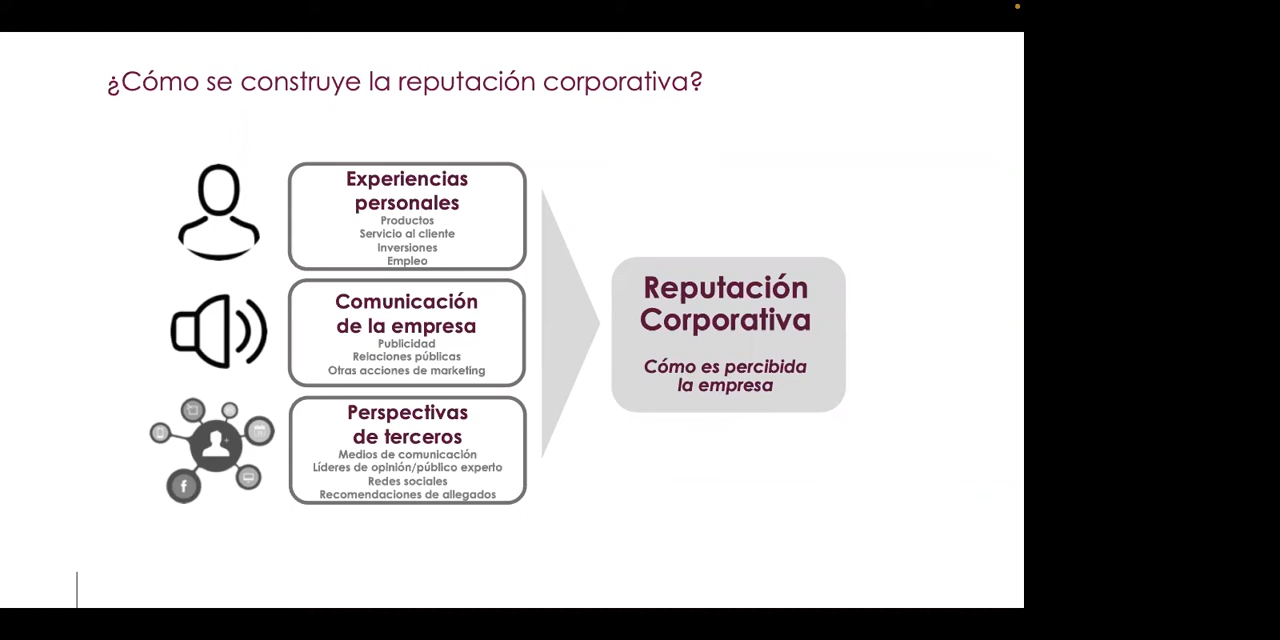 ¿Cómo se construye la reputación corporativa?
Experiencias
personales
Productos
Servicio al cliente
Inversiones
Empleo
Comunicación
de la empresa
Publicidad
Relaciones públicas
Otras acciones de marketing
Perspectivas
de terceros
Medios de comunicación
Líderes de opinión/público experto
Redes sociales
Recomendaciones de allegados
Reputación
Corporativa
Cómo es percibida
la empresa